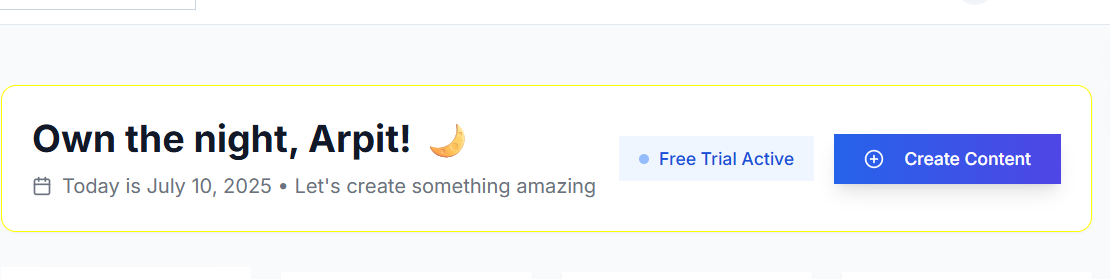 Own the night, Arpit! 🌙
Today is July 10, 2025 • Let's create something amazing
Free Trial Active
Create Content